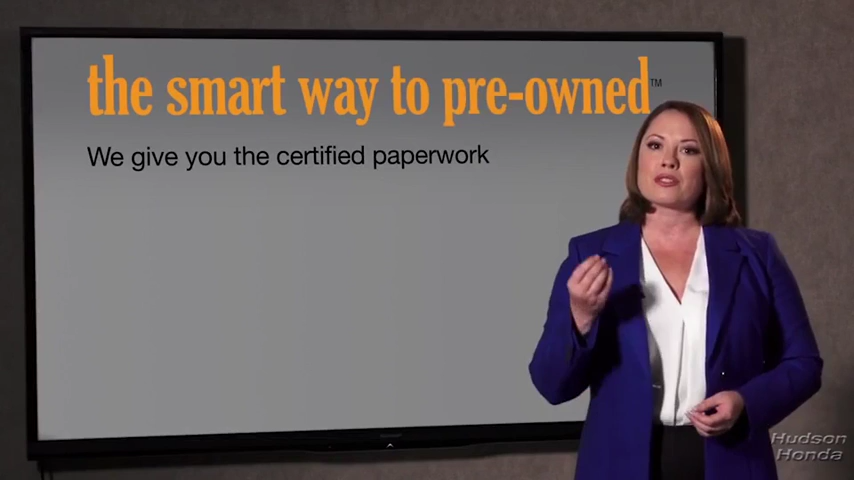 the smart way to pre-owned™
We give you the certified paperwork
Hudson
Honda